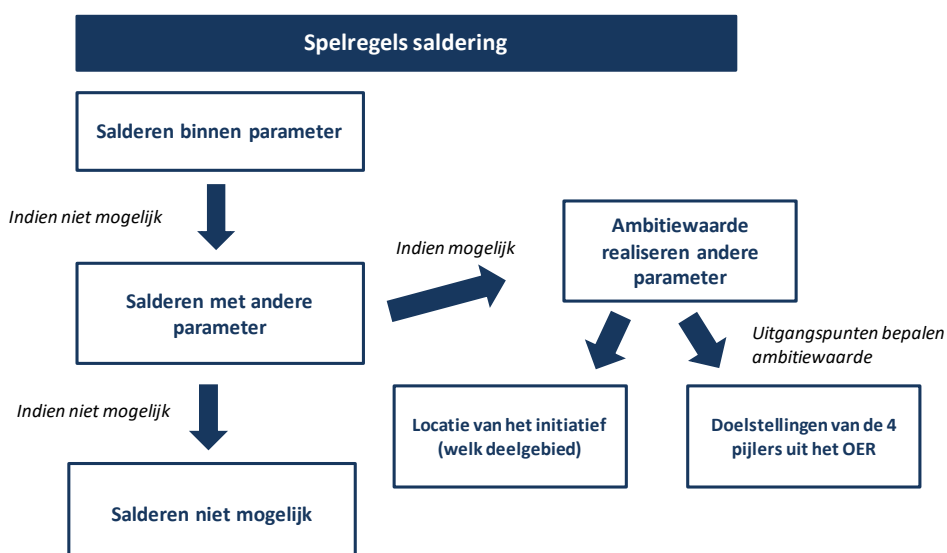 Spelregels saldering
Salderen binnen parameter
Indien niet mogelijk
Salderen met andere
parameter
Indien mogelijk
Ambitiewaarde
realiseren andere
parameter
Uitgangspunten bepalen
ambitiewaarde
Locatie van het initiatief
(welk deelgebied)
Doelstellingen van de 4
pijlers uit het OER
Indien niet mogelijk
Salderen niet mogelijk